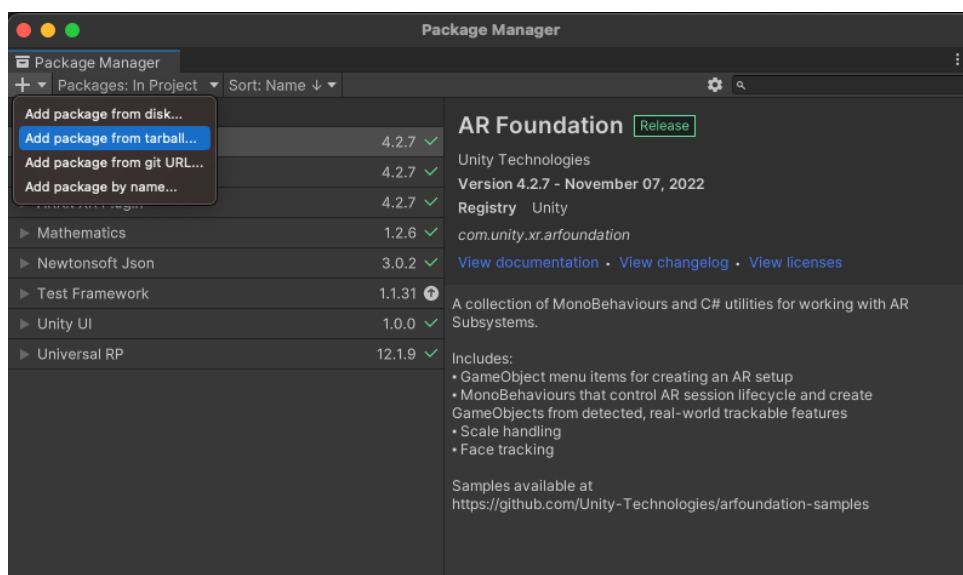 Package Manager
Package Manager
Packages: In Project
Sort: Name ↓
Add package from disk...
Add package from tarball...
Add package from git URL...
Add package by name...
4.2.7
4.2.7
4.2.7
Mathematics 1.2.6
Newtonsoft Json 3.0.2
Test Framework 1.1.31
Unity UI 1.0.0
Universal RP 12.1.9
AR Foundation Release
Unity Technologies
Version 4.2.7 - November 07, 2022
Registry Unity
com.unity.xr.arfoundation
View documentation • View changelog • View licenses
A collection of MonoBehaviours and C# utilities for working with AR
Subsystems.
Includes:
• GameObject menu items for creating an AR setup
• MonoBehaviours that control AR session lifecycle and create
GameObjects from detected, real-world trackable features
• Scale handling
• Face tracking
Samples available at
https://github.com/Unity-Technologies/arfoundation-samples